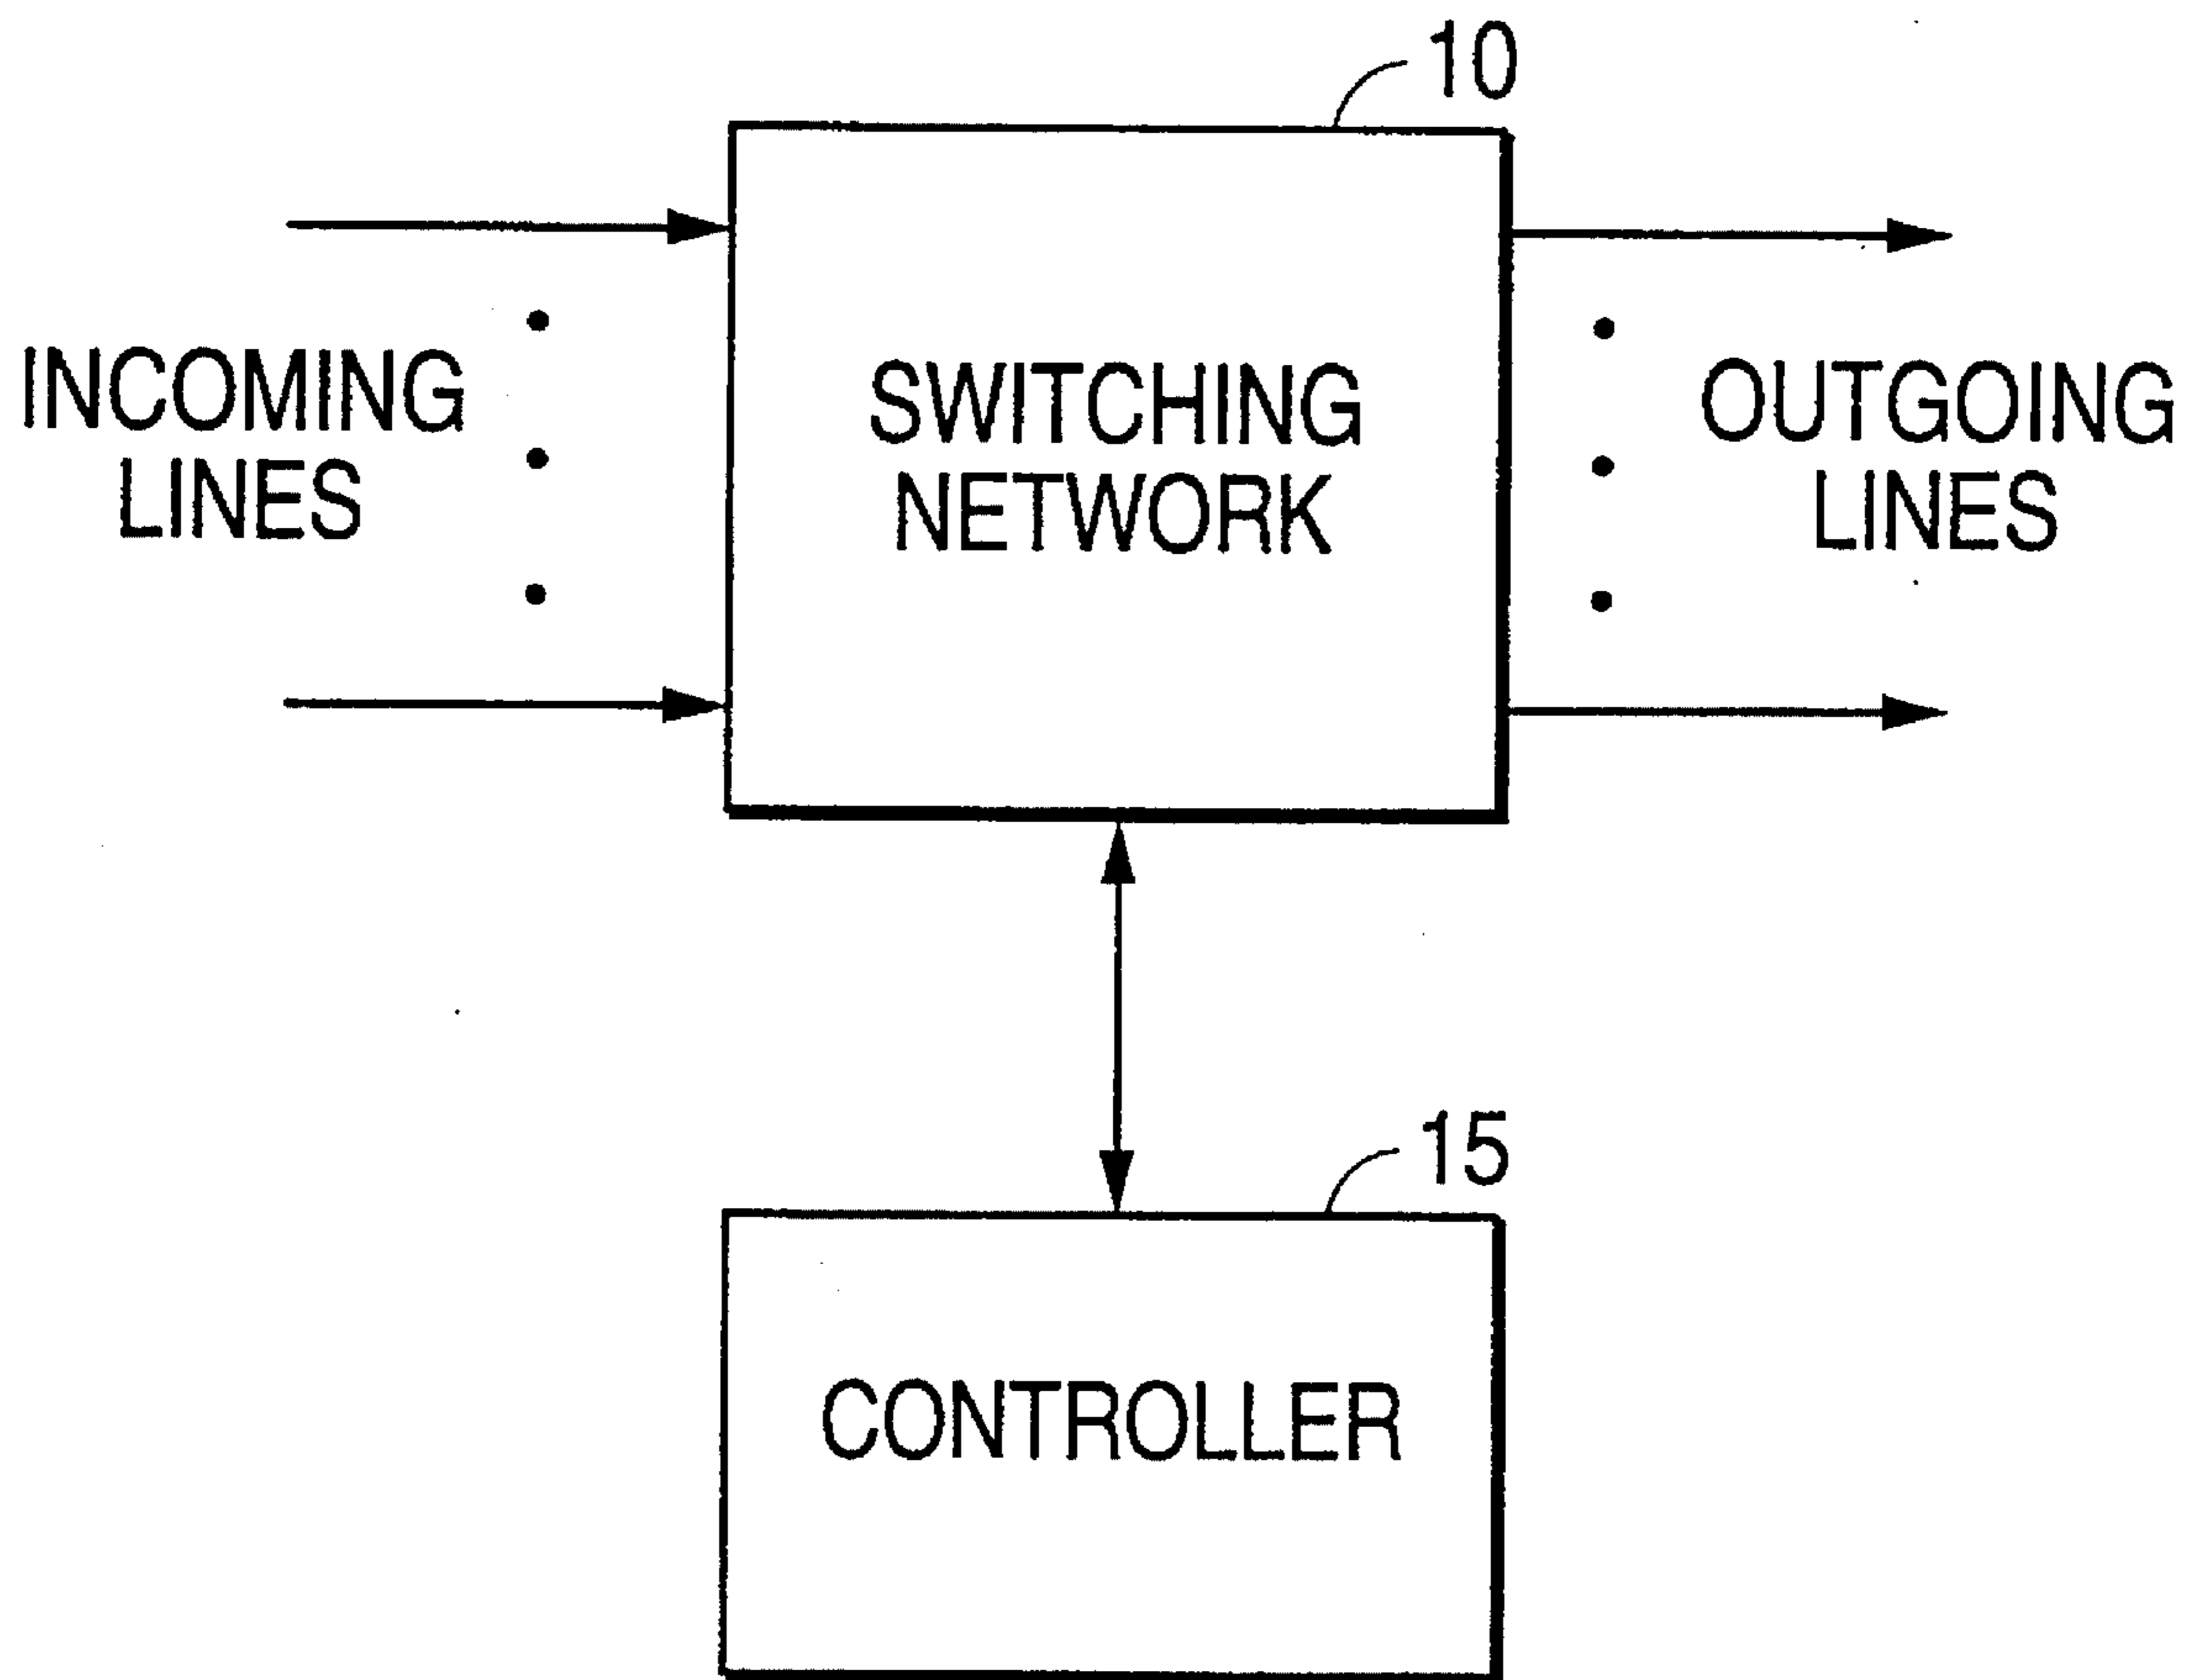 10
INCOMING
LINES
SWITCHING
NETWORK
OUTGOING
LINES
15
CONTROLLER